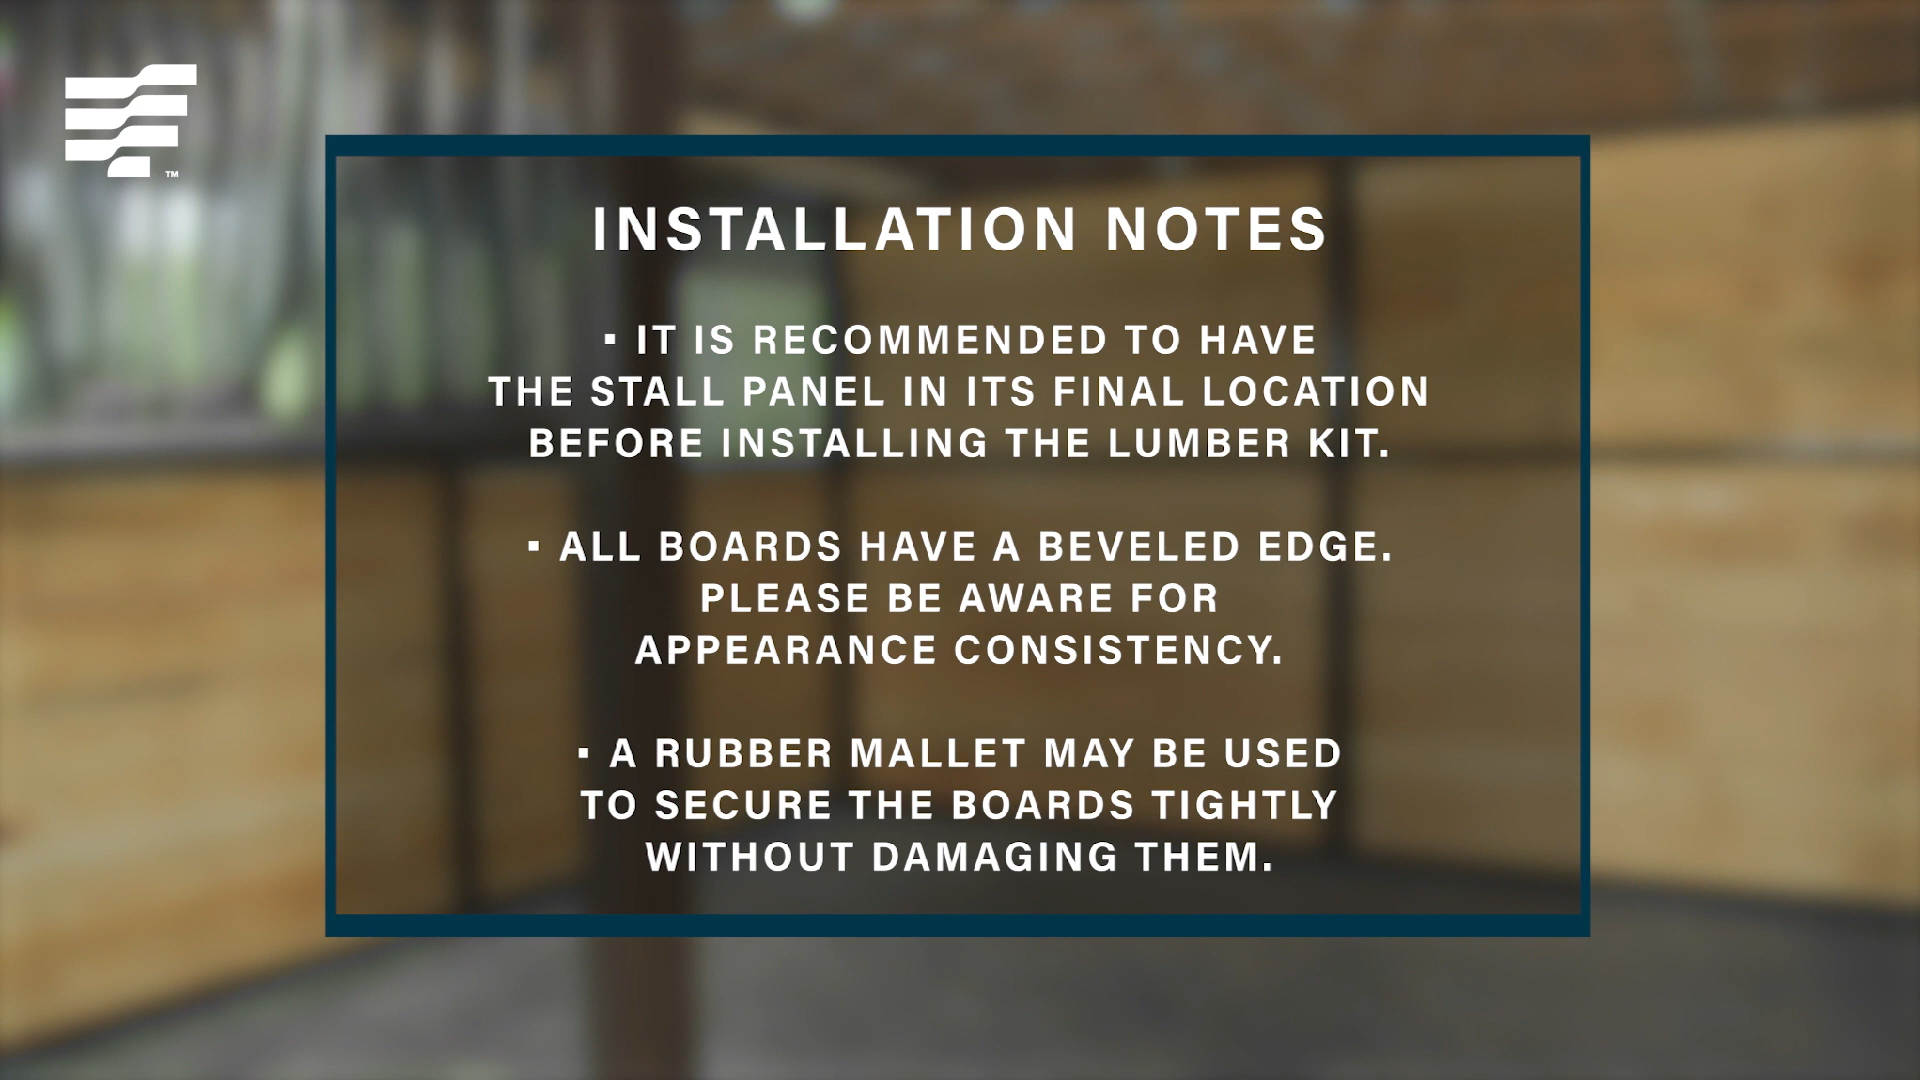 TM
INSTALLATION NOTES
▪ IT IS RECOMMENDED TO HAVE
THE STALL PANEL IN ITS FINAL LOCATION
BEFORE INSTALLING THE LUMBER KIT.
▪ ALL BOARDS HAVE A BEVELED EDGE.
PLEASE BE AWARE FOR
APPEARANCE CONSISTENCY.
▪ A RUBBER MALLET MAY BE USED
TO SECURE THE BOARDS TIGHTLY
WITHOUT DAMAGING THEM.